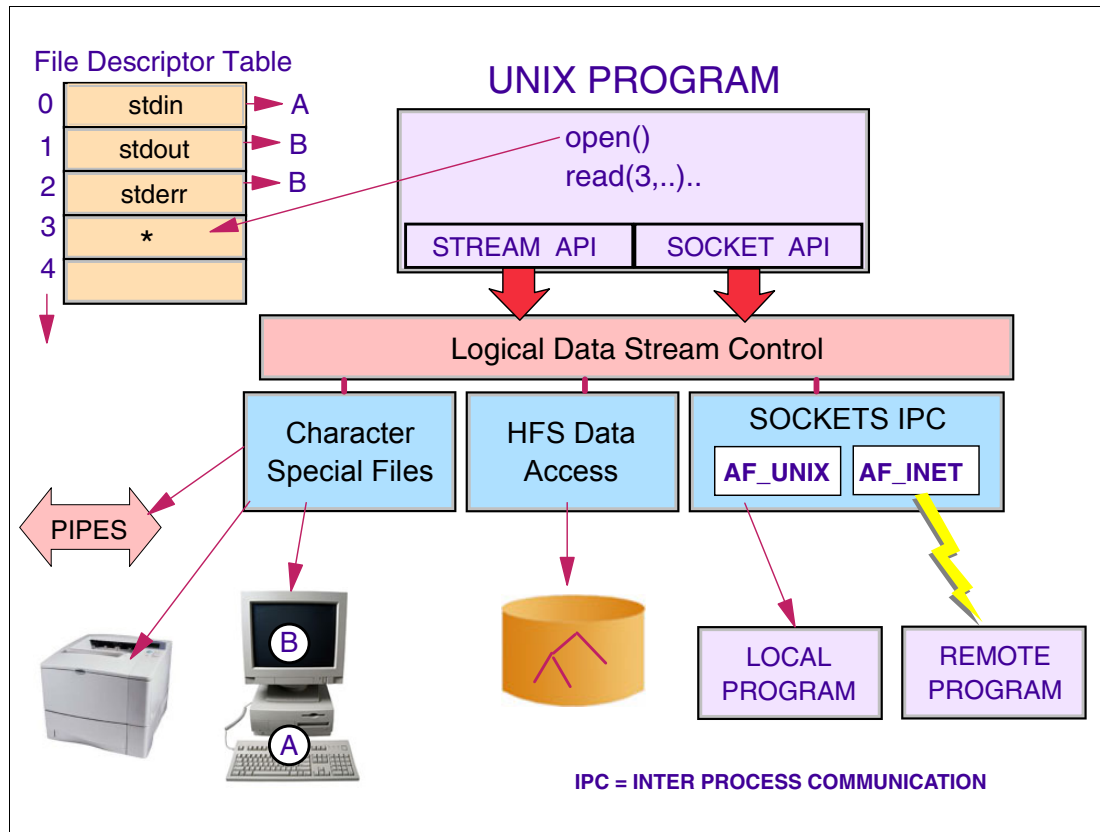 File Descriptor Table
0
stdin
A
1
stdout
B
2
stderr
B
3
*
4
UNIX PROGRAM
open()
read(3,..)..
STREAM API
SOCKET API
Logical Data Stream Control
Character
Special Files
HFS Data
Access
SOCKETS IPC
AF_UNIX
AF_INET
PIPES
B
A
LOCAL
PROGRAM
REMOTE
PROGRAM
IPC = INTER PROCESS COMMUNICATION